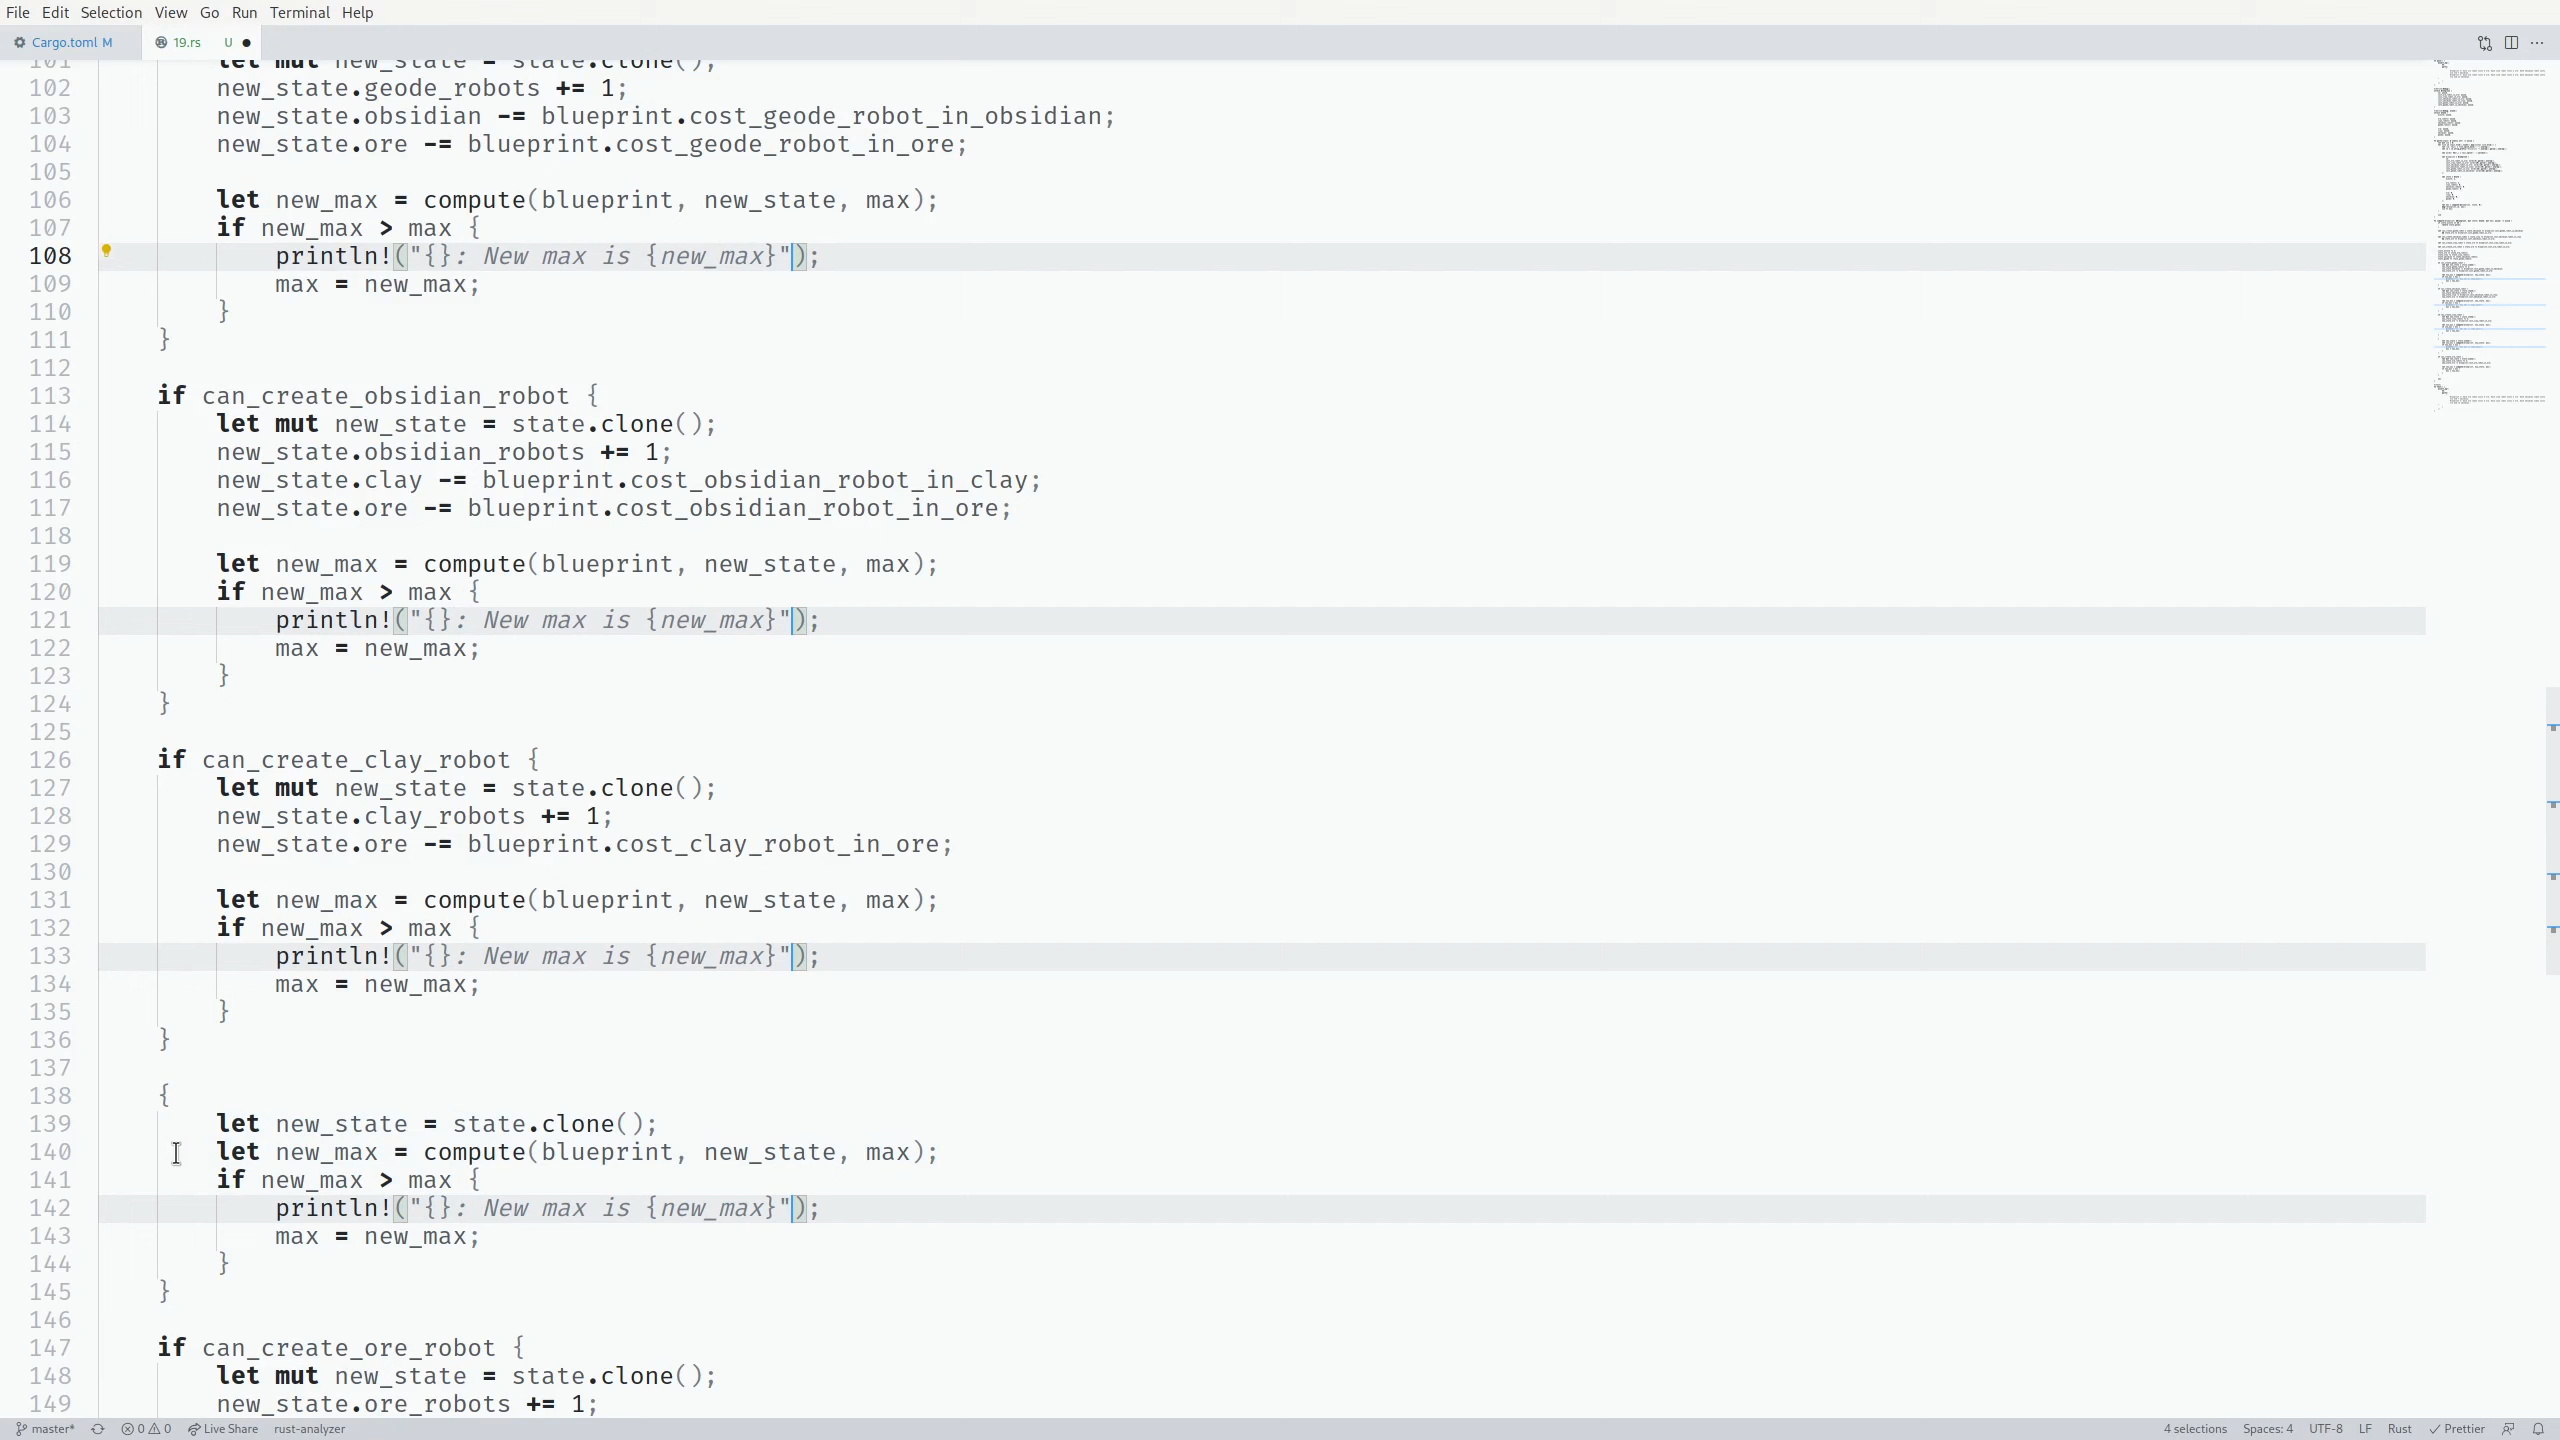 File Edit Selection View Go Run Terminal Help
Cargo.toml M 19.rs U
101 let mut new_state = state.clone();
102 new_state.geode_robots += 1;
103 new_state.obsidian -= blueprint.cost_geode_robot_in_obsidian;
104 new_state.ore -= blueprint.cost_geode_robot_in_ore;
105
106 let new_max = compute(blueprint, new_state, max);
107 if new_max > max {
108 println!("{}: New max is {new_max}");
109 max = new_max;
110 }
111 }
112
113 if can_create_obsidian_robot {
114 let mut new_state = state.clone();
115 new_state.obsidian_robots += 1;
116 new_state.clay -= blueprint.cost_obsidian_robot_in_clay;
117 new_state.ore -= blueprint.cost_obsidian_robot_in_ore;
118
119 let new_max = compute(blueprint, new_state, max);
120 if new_max > max {
121 println!("{}: New max is {new_max}");
122 max = new_max;
123 }
124 }
125
126 if can_create_clay_robot {
127 let mut new_state = state.clone();
128 new_state.clay_robots += 1;
129 new_state.ore -= blueprint.cost_clay_robot_in_ore;
130
131 let new_max = compute(blueprint, new_state, max);
132 if new_max > max {
133 println!("{}: New max is {new_max}");
134 max = new_max;
135 }
136 }
137
138 {
139 let new_state = state.clone();
140 let new_max = compute(blueprint, new_state, max);
141 if new_max > max {
142 println!("{}: New max is {new_max}");
143 max = new_max;
144 }
145 }
146
147 if can_create_ore_robot {
148 let mut new_state = state.clone();
149 new_state.ore_robots += 1;
master* 0 0 Live Share rust-analyzer 4 selections Spaces: 4 UTF-8 LF Rust Prettier